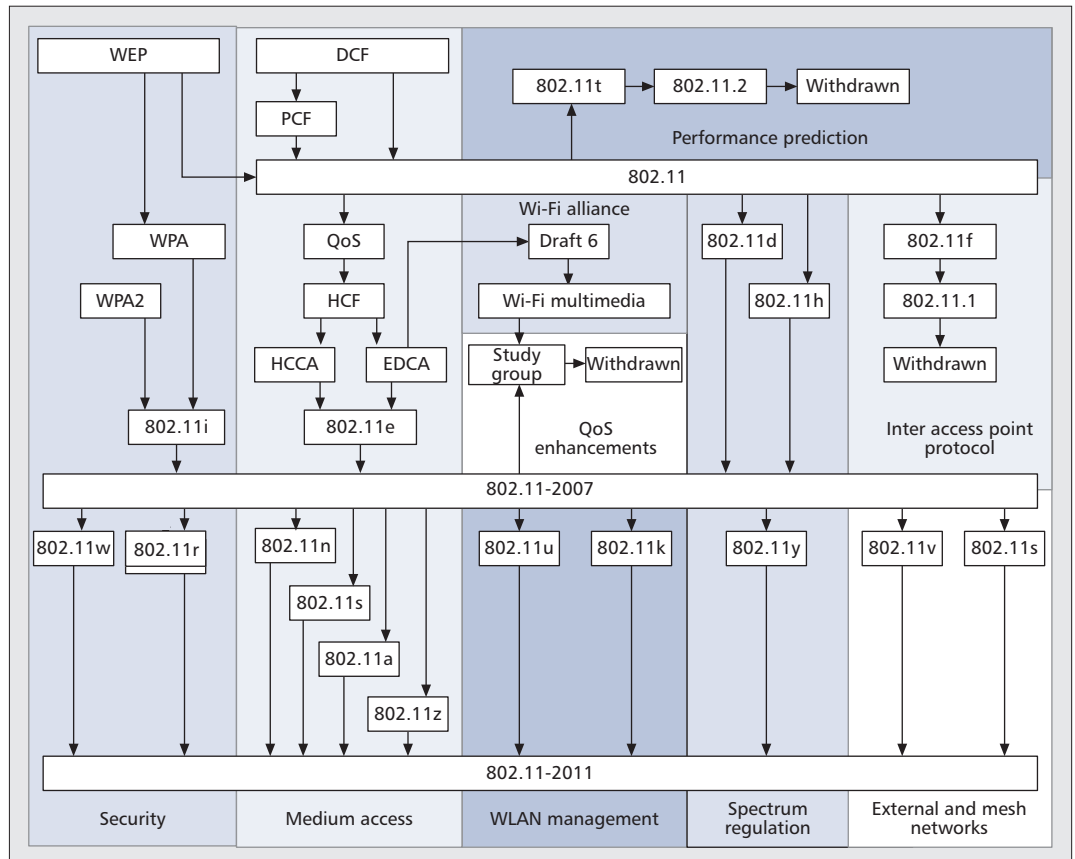 WEP
DCF
802.11t
802.11.2
Withdrawn
PCF
Performance prediction
802.11
Wi-Fi alliance
WPA
QoS
Draft 6
802.11d
802.11f
WPA2
HCF
Wi-Fi multimedia
802.11h
802.11.1
HCCA
EDCA
Study
group
Withdrawn
Withdrawn
802.11i
802.11e
QoS
enhancements
Inter access point
protocol
802.11-2007
802.11w
802.11r
802.11n
802.11u
802.11k
802.11y
802.11v
802.11s
802.11s
802.11a
802.11z
802.11-2011
Security
Medium access
WLAN management
Spectrum
regulation
External and mesh
networks